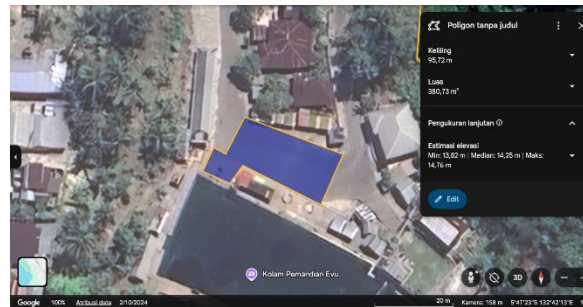 Poligon tanpa judul
Keliling
95,72 m
Luas
380,73 m²
Pengukuran lanjutan
Estimasi elevasi
Min: 13,82 m | Median: 14,25 m | Maks:
14,76 m
Edit
Kolam Pemandian Evu
3D
Google 100% Atribusi data 2/10/2024 20 m Kamera: 158 m 5°47'23"S 132°42'13"E